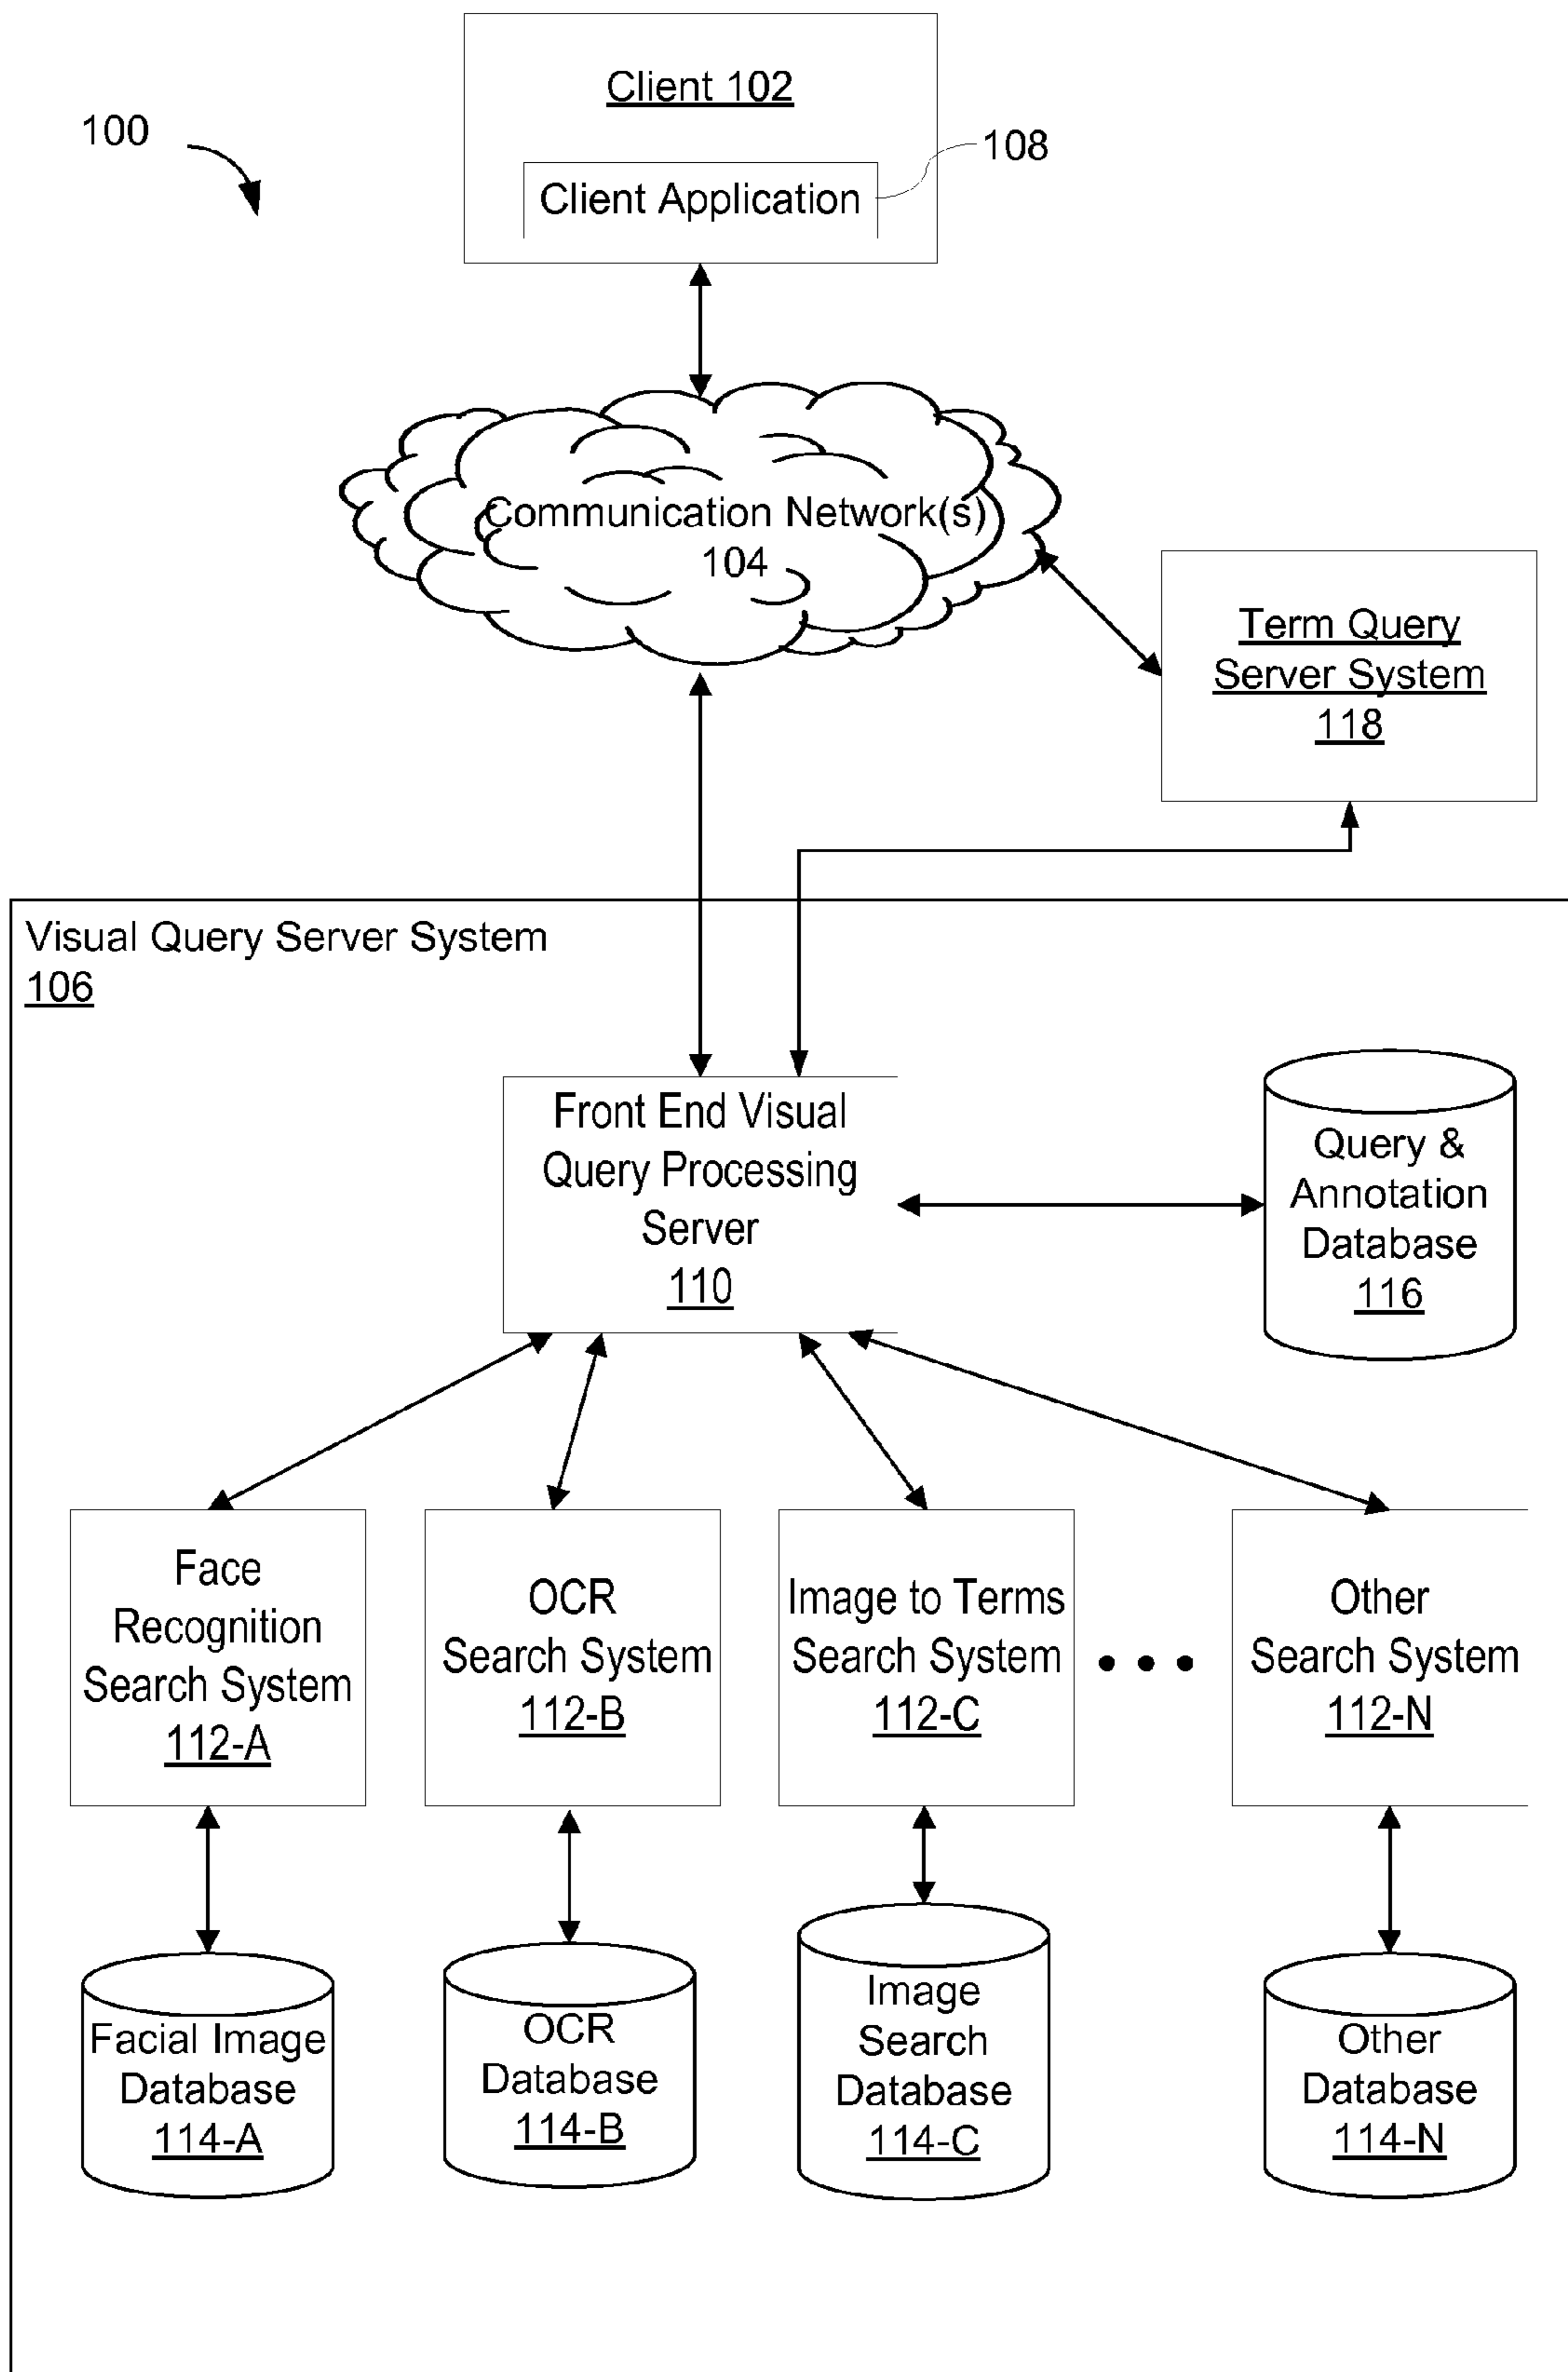 Client 102
100
108
Client Application
Communication Network(s)
104
Term Query
Server System
118
Visual Query Server System
106
Front End Visual
Query Processing
Server
110
Query &
Annotation
Database
116
Face
Recognition
Search System
112-A
OCR
Search System
112-B
Image to Terms
Search System
112-C
Other
Search System
112-N
Facial Image
Database
114-A
OCR
Database
114-B
Image
Search
Database
114-C
Other
Database
114-N